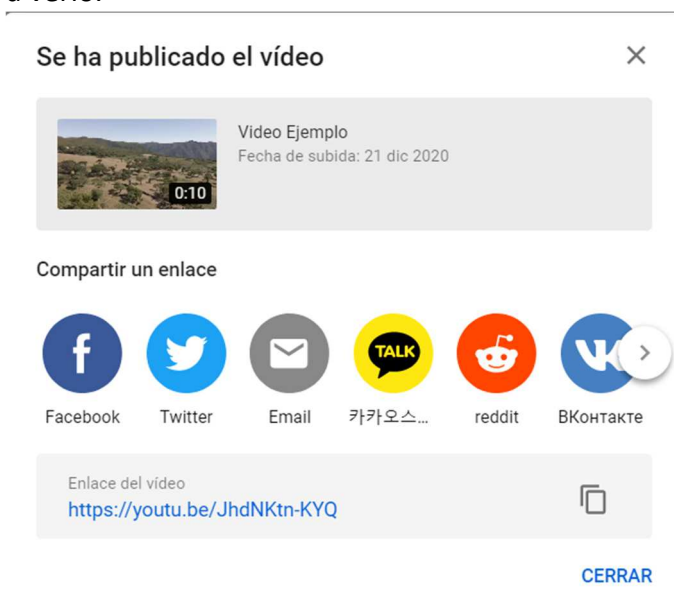 Se ha publicado el vídeo
Video Ejemplo
Fecha de subida: 21 dic 2020
0:10
Compartir un enlace
f
TALK
Facebook Twitter Email 카카오스... reddit ВКонтакте
Enlace del vídeo
https://youtu.be/JhdNKtn-KYQ
CERRAR